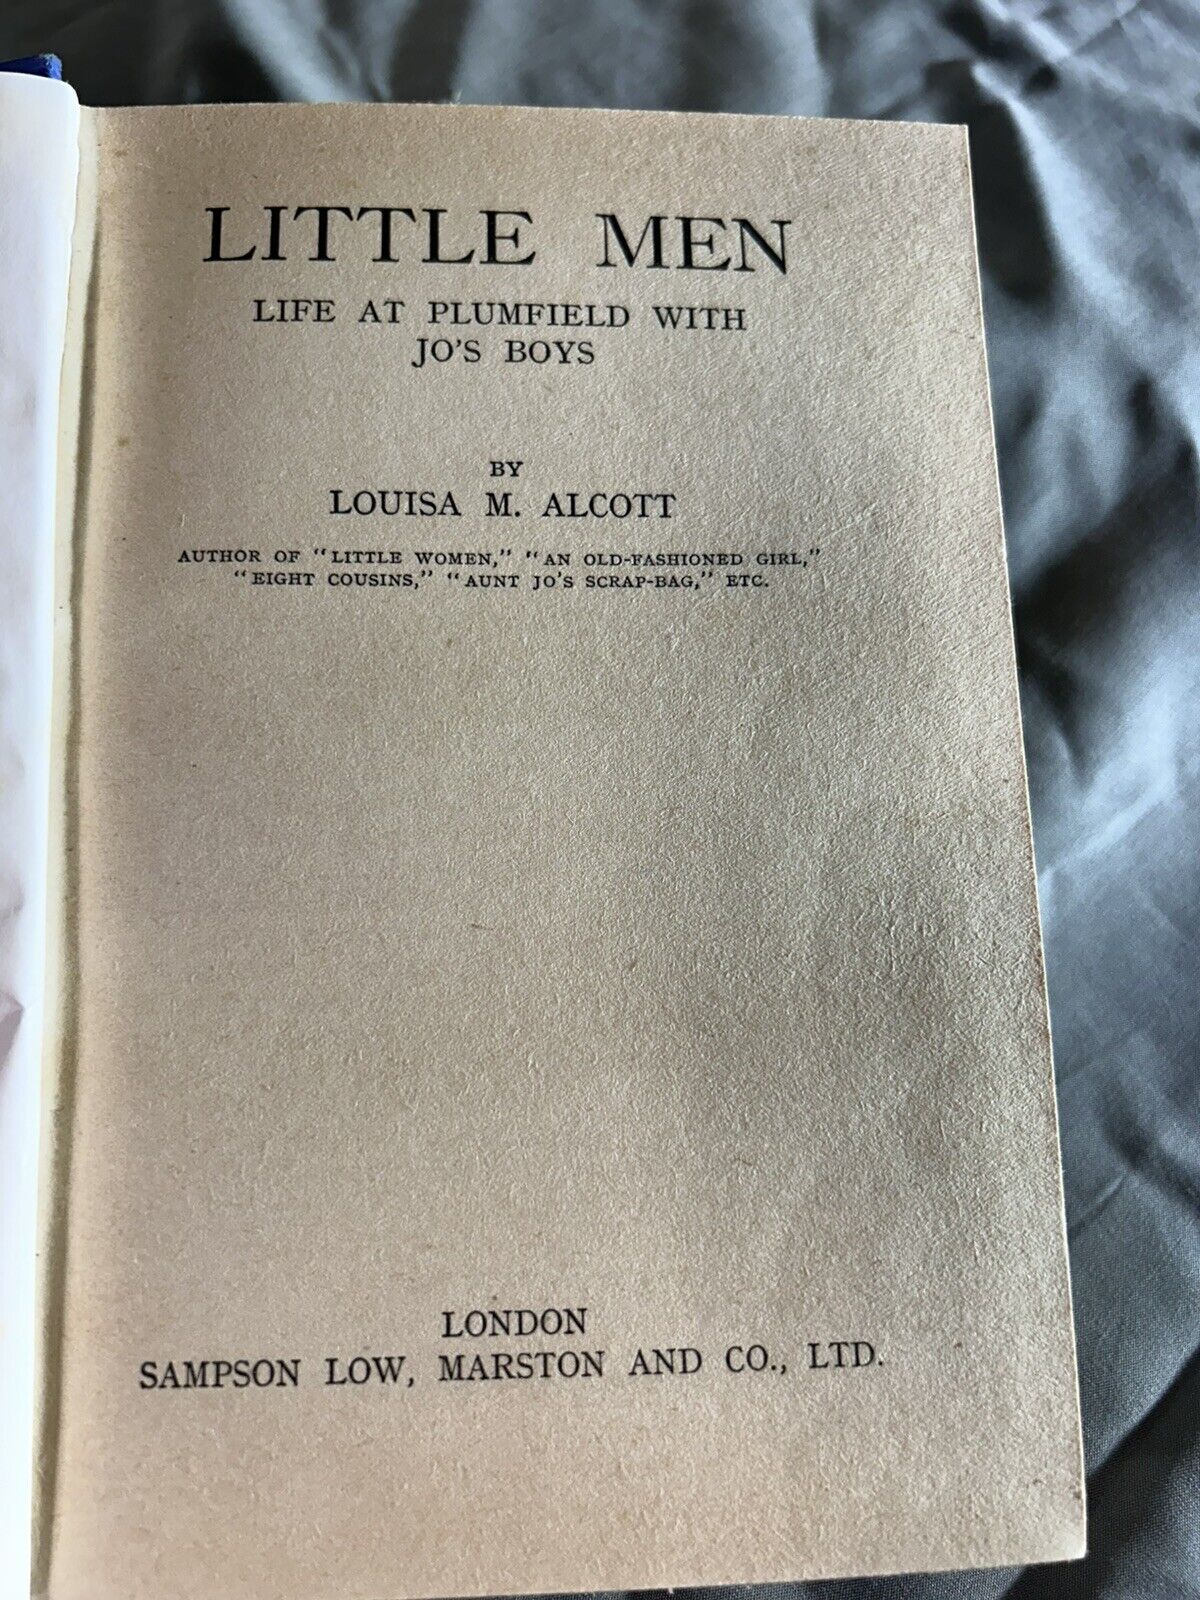 LITTLE MEN
LIFE AT PLUMFIELD WITH
JO'S BOYS
BY
LOUISA M. ALCOTT
AUTHOR OF "LITTLE WOMEN," "AN OLD-FASHIONED GIRL,"
"EIGHT COUSINS," "AUNT JO'S SCRAP-BAG," ETC.
LONDON
SAMPSON LOW, MARSTON AND CO., LTD.